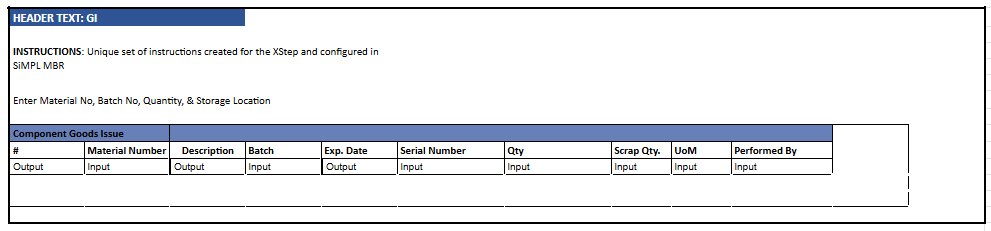 HEADER TEXT: GI
INSTRUCTIONS: Unique set of instructions created for the XStep and configured in
SiMPL MBR
Enter Material No, Batch No, Quantity, & Storage Location
Component Goods Issue
# Material Number Description Batch Exp. Date Serial Number Qty Scrap Qty. UoM Performed By
Output Input Output Input Output Input Input Input Input Input